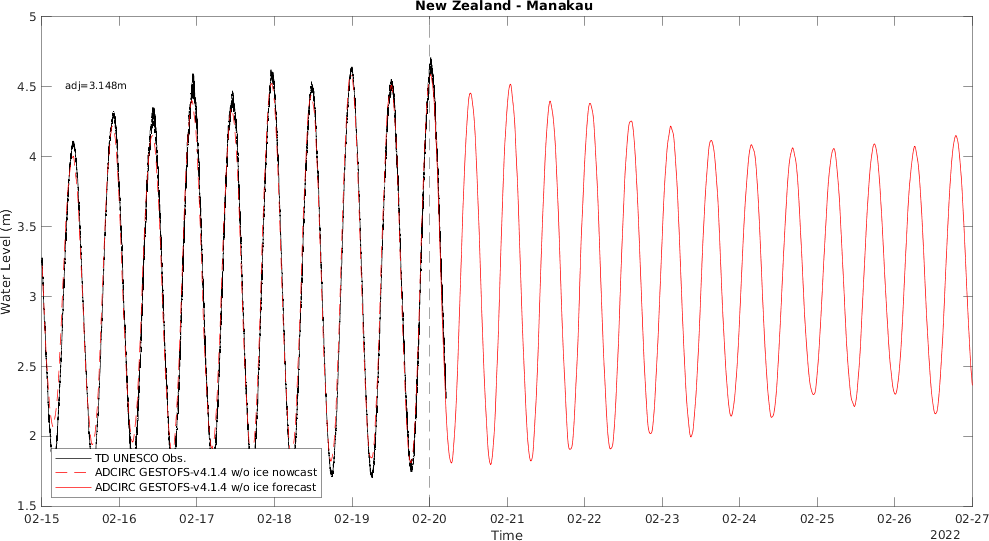 New Zealand - Manakau
5
4.5
4
3.5
3
2.5
2
1.5
Water Level (m)
adj=3.148m
TD UNESCO Obs.
ADCIRC GESTOFS-v4.1.4 w/o ice nowcast
ADCIRC GESTOFS-v4.1.4 w/o ice forecast
02-15 02-16 02-17 02-18 02-19 02-20 02-21 02-22 02-23 02-24 02-25 02-26 02-27
Time
2022